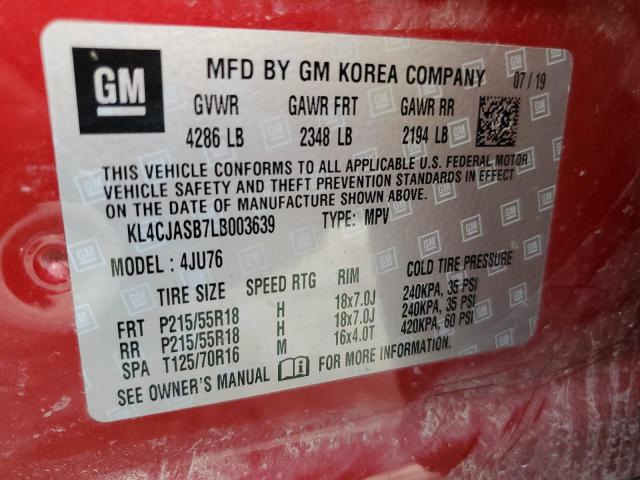 GM MFD BY GM KOREA COMPANY 07/19
GVWR GAWR FRT GAWR RR
4286 LB 2348 LB 2194 LB
THIS VEHICLE CONFORMS TO ALL APPLICABLE U.S. FEDERAL MOTOR
VEHICLE SAFETY AND THEFT PREVENTION STANDARDS IN EFFECT
ON THE DATE OF MANUFACTURE SHOWN ABOVE.
KL4CJASB7LB003639 TYPE: MPV
MODEL: 4JU76
TIRE SIZE SPEED RTG RIM COLD TIRE PRESSURE
FRT P215/55R18 H 18x7.0J 240KPA, 35 PSI
RR P215/55R18 H 18x7.0J 240KPA, 35 PSI
SPA T125/70R16 M 16x4.0T 420KPA, 60 PSI
SEE OWNER'S MANUAL FOR MORE INFORMATION.